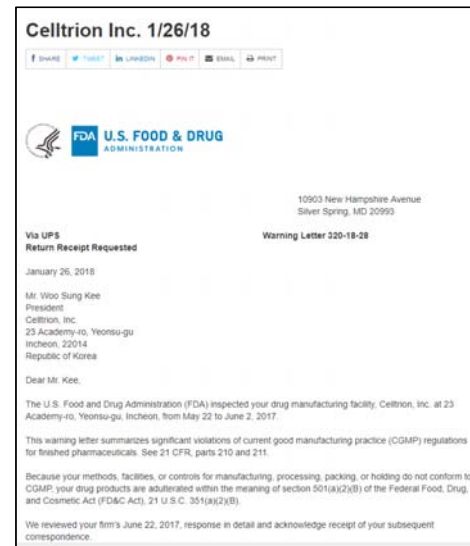 Celltrion Inc. 1/26/18
SHARE TWEET LINKEDIN PIN IT EMAIL PRINT
FDA U.S. FOOD & DRUG
ADMINISTRATION
10903 New Hampshire Avenue
Silver Spring, MD 20993
Via UPS Warning Letter 320-18-28
Return Receipt Requested
January 26, 2018
Mr. Woo Sung Kee
President
Celltrion, Inc.
23 Academy-ro, Yeonsu-gu
Incheon, 22014
Republic of Korea
Dear Mr. Kee,
The U.S. Food and Drug Administration (FDA) inspected your drug manufacturing facility, Celltrion, Inc. at 23
Academy-ro, Yeonsu-gu, Incheon, from May 22 to June 2, 2017.
This warning letter summarizes significant violations of current good manufacturing practice (CGMP) regulations
for finished pharmaceuticals. See 21 CFR, parts 210 and 211.
Because your methods, facilities, or controls for manufacturing, processing, packing, or holding do not conform to
CGMP, your drug products are adulterated within the meaning of section 501(a)(2)(B) of the Federal Food, Drug,
and Cosmetic Act (FD&C Act), 21 U.S.C. 351(a)(2)(B).
We reviewed your firm's June 22, 2017, response in detail and acknowledge receipt of your subsequent
correspondence.